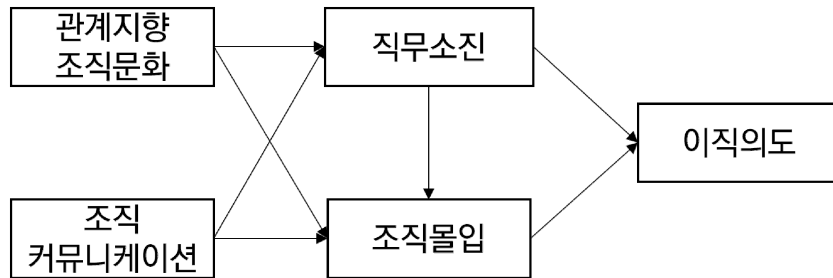 관계지향
조직문화
직무소진
이직의도
조직
커뮤니케이션
조직몰입